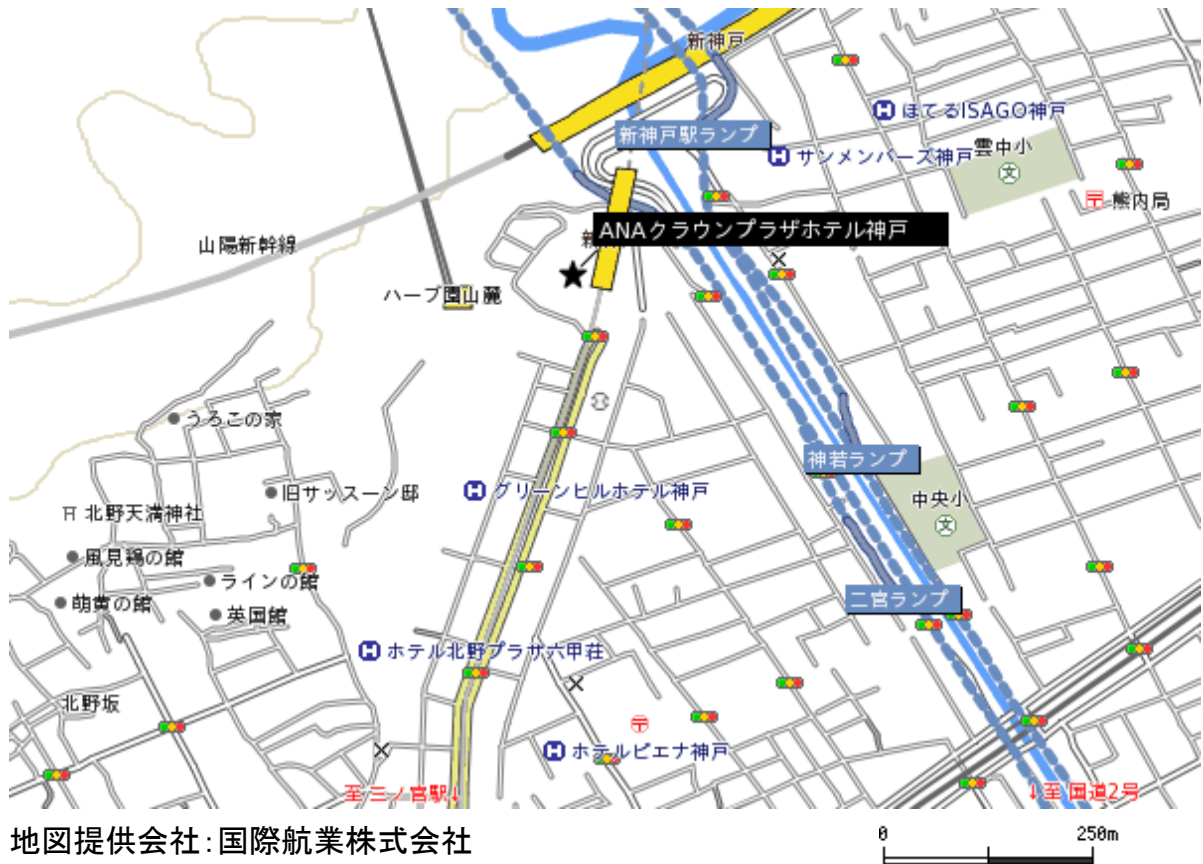 新神戸
ほてるISAGO神戸
新神戸駅ランプ
サンメンバーズ神戸
雲中小
文
熊内局
ANAクラウンプラザホテル神戸
山陽新幹線
新
ハーブ園山麓
うろこの家
神若ランプ
旧サッスーン邸
グリーンヒルホテル神戸
中央小
文
北野天満神社
風見鶏の館
ラインの館
萌黄の館
英国館
二宮ランプ
ホテル北野プラザ六甲荘
北野坂
ホテルピエナ神戸
至 三ノ宮駅↓
↓至 国道2号
地図提供会社:国際航業株式会社
0 250m